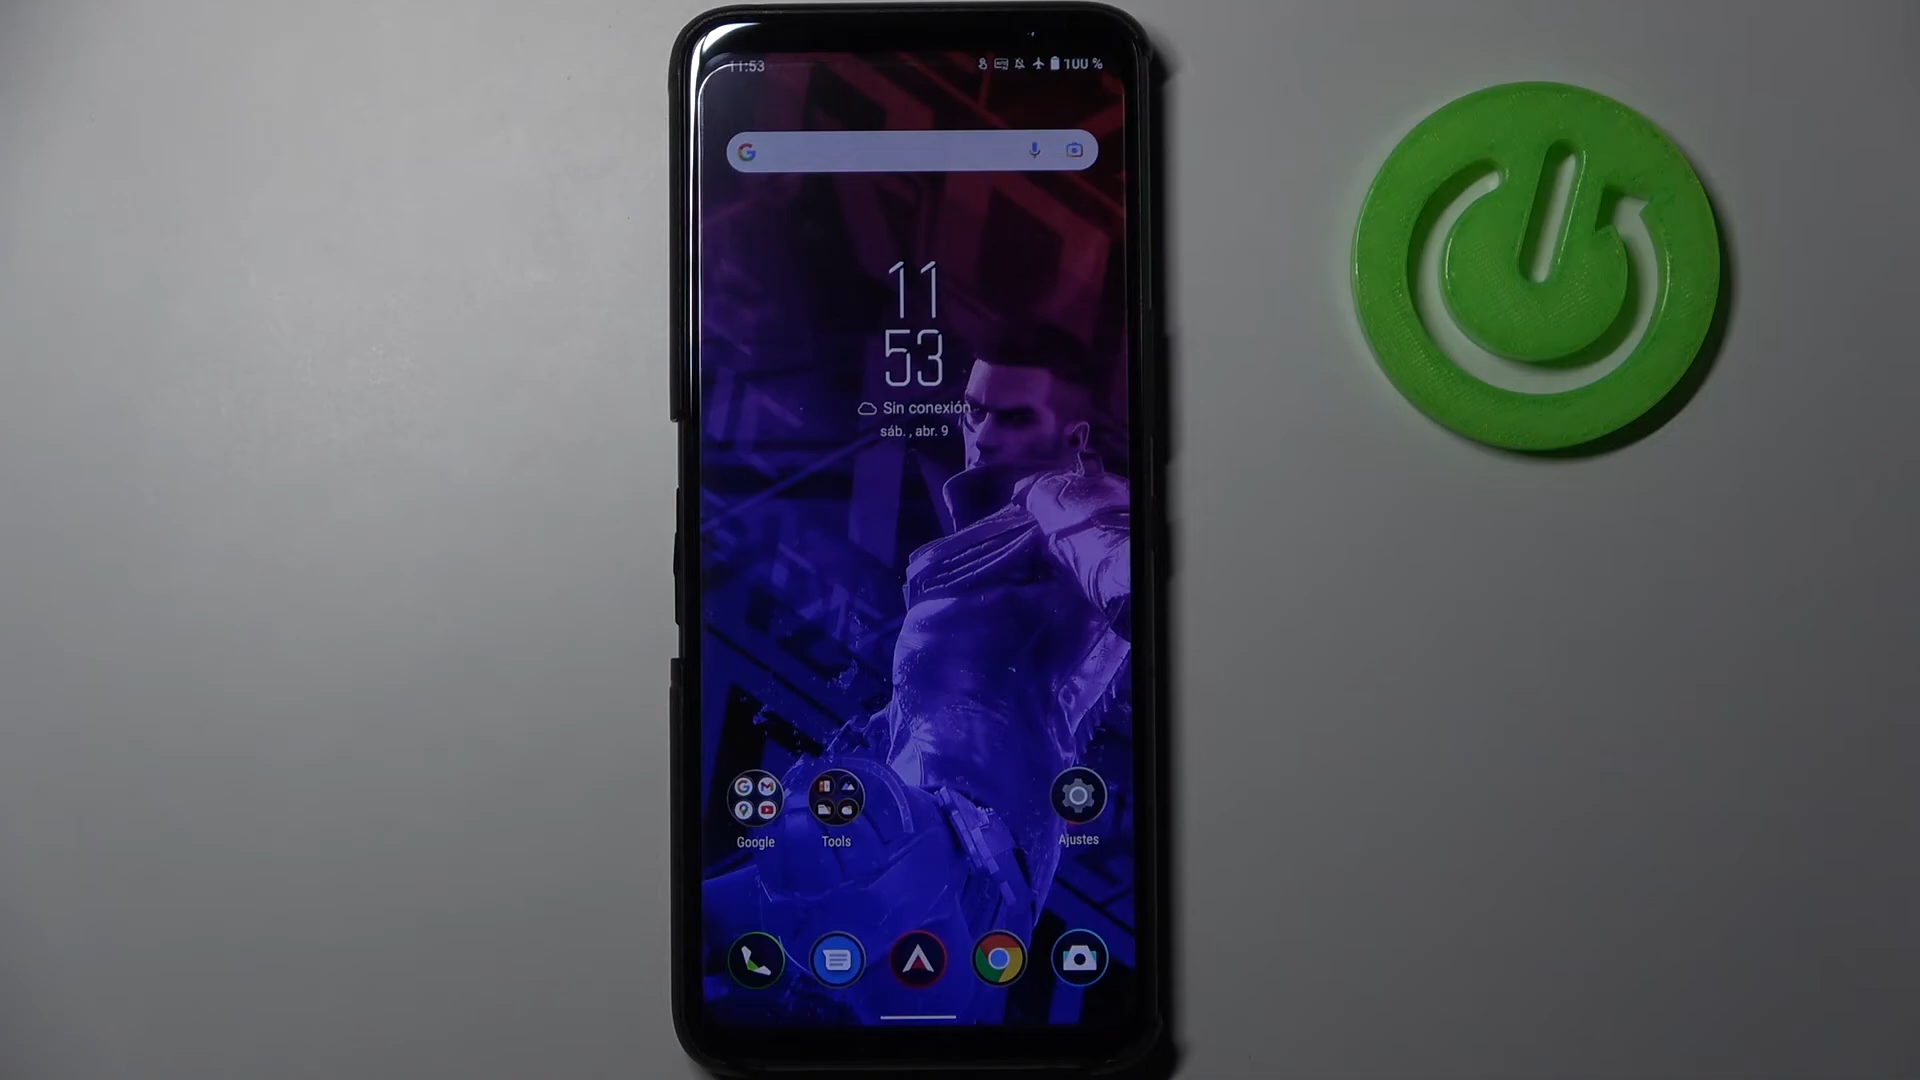 11:53
100 %
11
53
Sin conexión
sáb. , abr. 9
Google
Tools
Ajustes